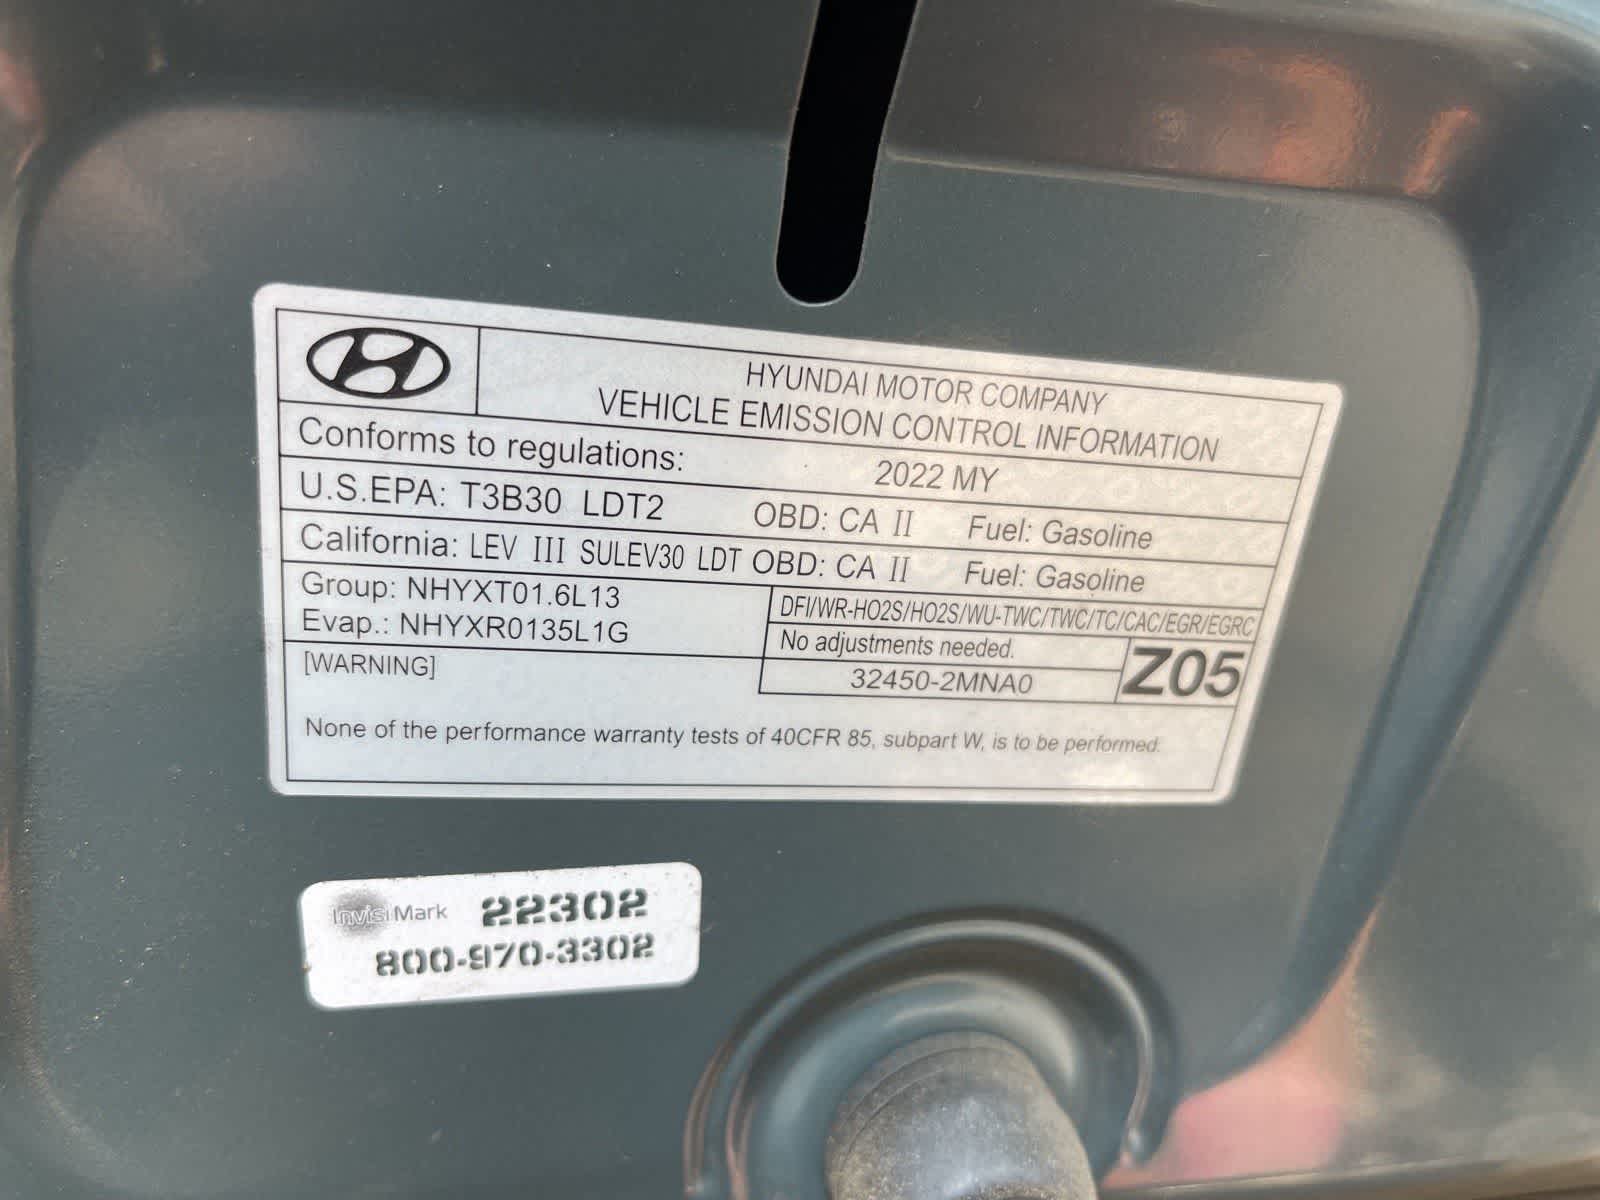 HYUNDAI MOTOR COMPANY
VEHICLE EMISSION CONTROL INFORMATION
Conforms to regulations: 2022 MY
U.S.EPA: T3B30 LDT2 OBD: CA II Fuel: Gasoline
California: LEV III SULEV30 LDT OBD: CA II Fuel: Gasoline
Group: NHYXT01.6L13
Evap.: NHYXR0135L1G
DFI/WR-HO2S/HO2S/WU-TWC/TWC/TC/CAC/EGR/EGRC
No adjustments needed.
32450-2MNA0
Z05
[WARNING]
None of the performance warranty tests of 40CFR 85, subpart W, is to be performed.
InvisiMark 22302
800-970-3302